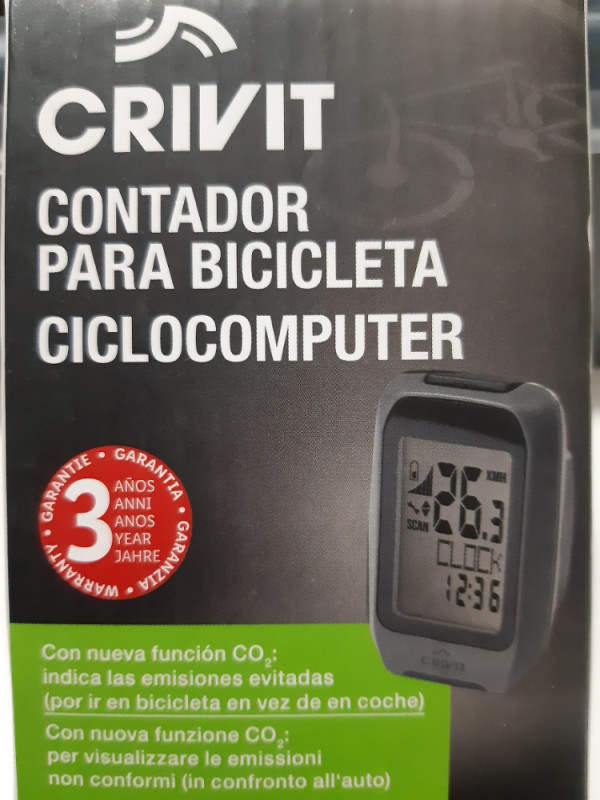 CRIVIT
CONTADOR
PARA BICICLETA
CICLOCOMPUTER
GARANTIE • GARANTIA • GARANZIA • WARRANTY •
3
AÑOS
ANNI
ANOS
YEAR
JAHRE
26.3 KMH
SCAN
CLOCK
12:36
CRIVIT
Con nueva función CO₂:
indica las emisiones evitadas
(por ir en bicicleta en vez de en coche)
Con nuova funzione CO₂:
per visualizzare le emissioni
non conformi (in confronto all'auto)